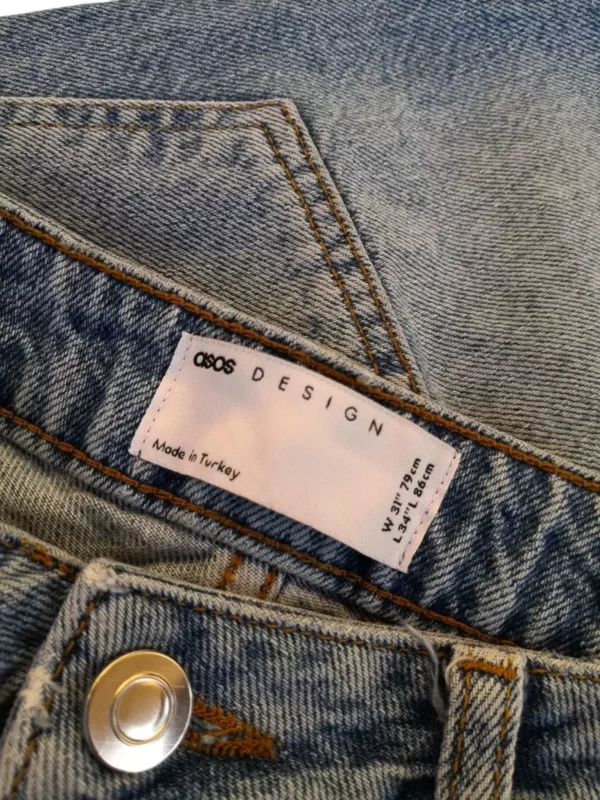 asos DESIGN
Made in Turkey
W 31" 79cm
L 34" L 86cm